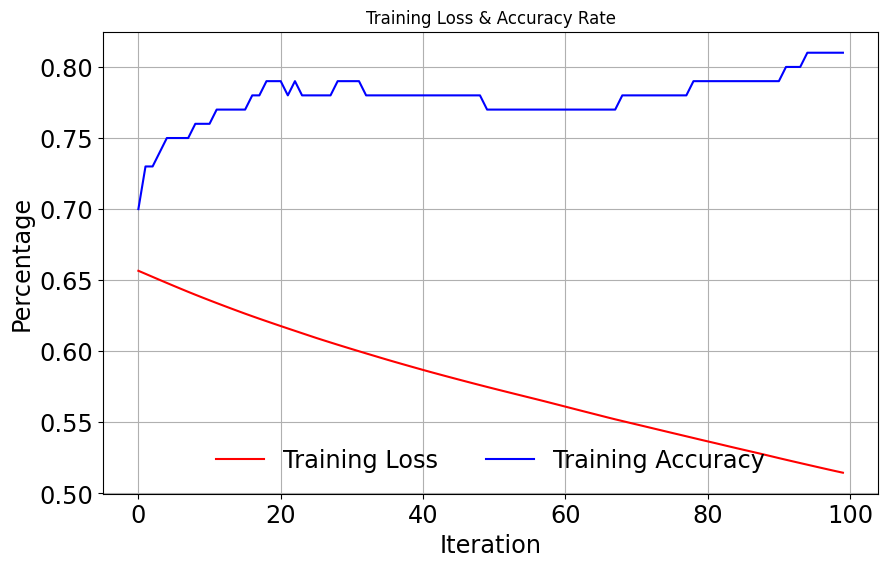 Training Loss & Accuracy Rate
0.80
0.75
0.70
0.65
0.60
0.55
0.50
Percentage
Training Loss Training Accuracy
0 20 40 60 80 100
Iteration